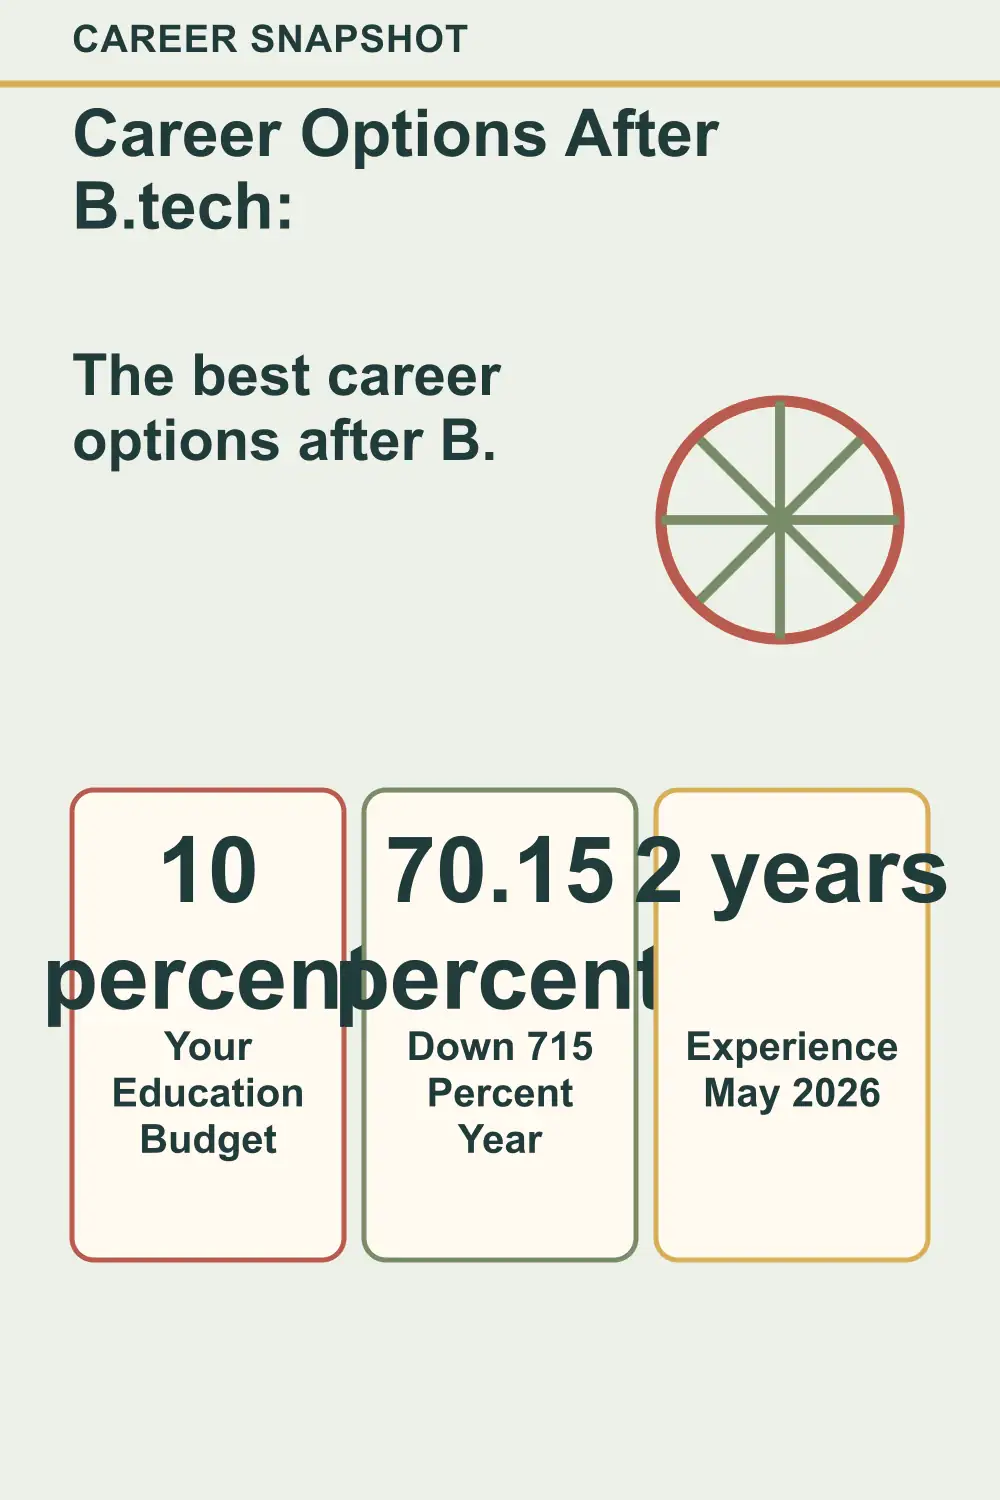 CAREER SNAPSHOT
Career Options After
B.tech:
The best career
options after B.
10
percent
Your
Education
Budget
70.15
percent
Down 715
Percent
Year
2 years
Experience
May 2026